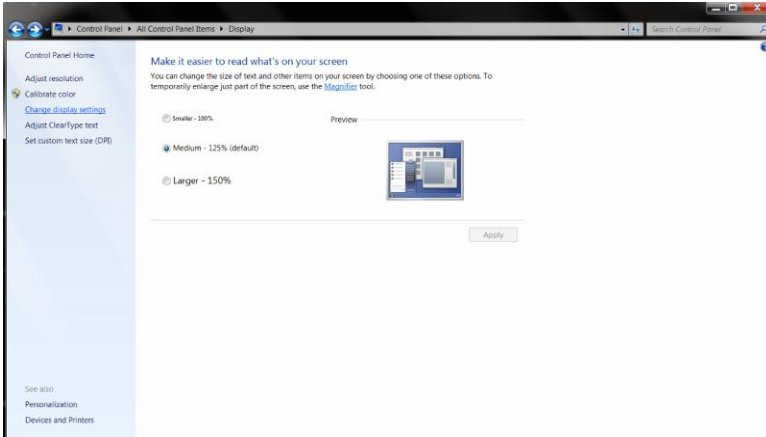 Control Panel ▸ All Control Panel Items ▸ Display
Search Control Panel
Control Panel Home
Adjust resolution
Calibrate color
Change display settings
Adjust ClearType text
Set custom text size (DPI)
Make it easier to read what's on your screen
You can change the size of text and other items on your screen by choosing one of these options. To
temporarily enlarge just part of the screen, use the Magnifier tool.
Smaller - 100%
Preview
Medium - 125% (default)
Larger - 150%
Apply
See also
Personalization
Devices and Printers